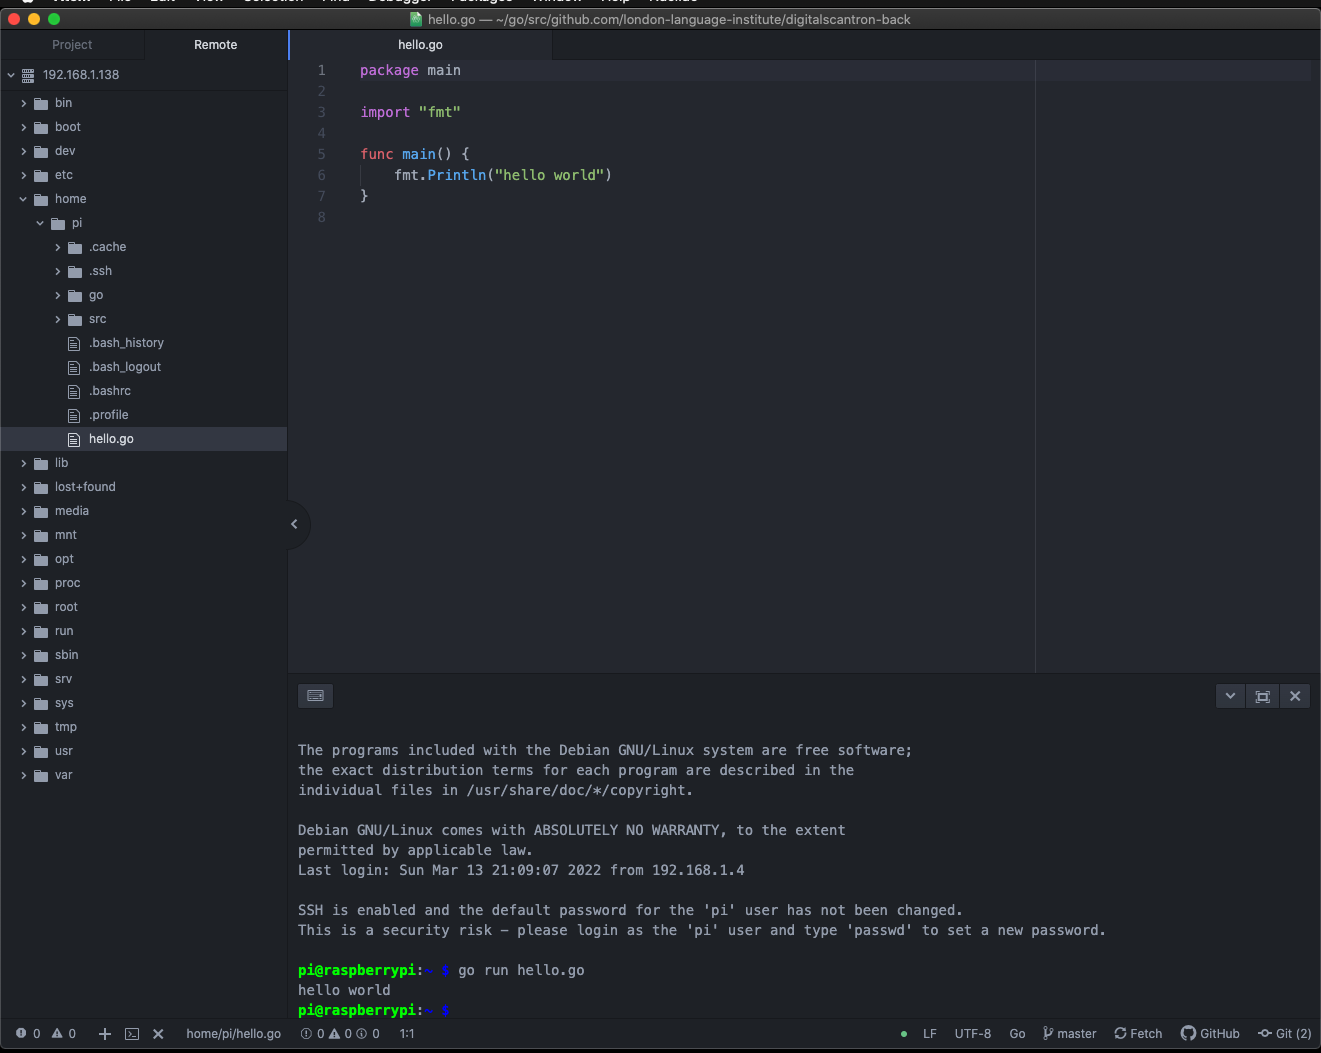 hello.go — ~/go/src/github.com/london-language-institute/digitalscantron-back
Project
Remote
hello.go
192.168.1.138
bin
boot
dev
etc
home
pi
.cache
.ssh
go
src
.bash_history
.bash_logout
.bashrc
.profile
hello.go
lib
lost+found
media
mnt
opt
proc
root
run
sbin
srv
sys
tmp
usr
var
1 package main
2
3 import "fmt"
4
5 func main() {
6 fmt.Println("hello world")
7 }
8
The programs included with the Debian GNU/Linux system are free software;
the exact distribution terms for each program are described in the
individual files in /usr/share/doc/*/copyright.
Debian GNU/Linux comes with ABSOLUTELY NO WARRANTY, to the extent
permitted by applicable law.
Last login: Sun Mar 13 21:09:07 2022 from 192.168.1.4
SSH is enabled and the default password for the 'pi' user has not been changed.
This is a security risk - please login as the 'pi' user and type 'passwd' to set a new password.
pi@raspberrypi:~ $ go run hello.go
hello world
pi@raspberrypi:~ $
0 0 home/pi/hello.go 0 0 0 1:1 LF UTF-8 Go master Fetch GitHub Git (2)